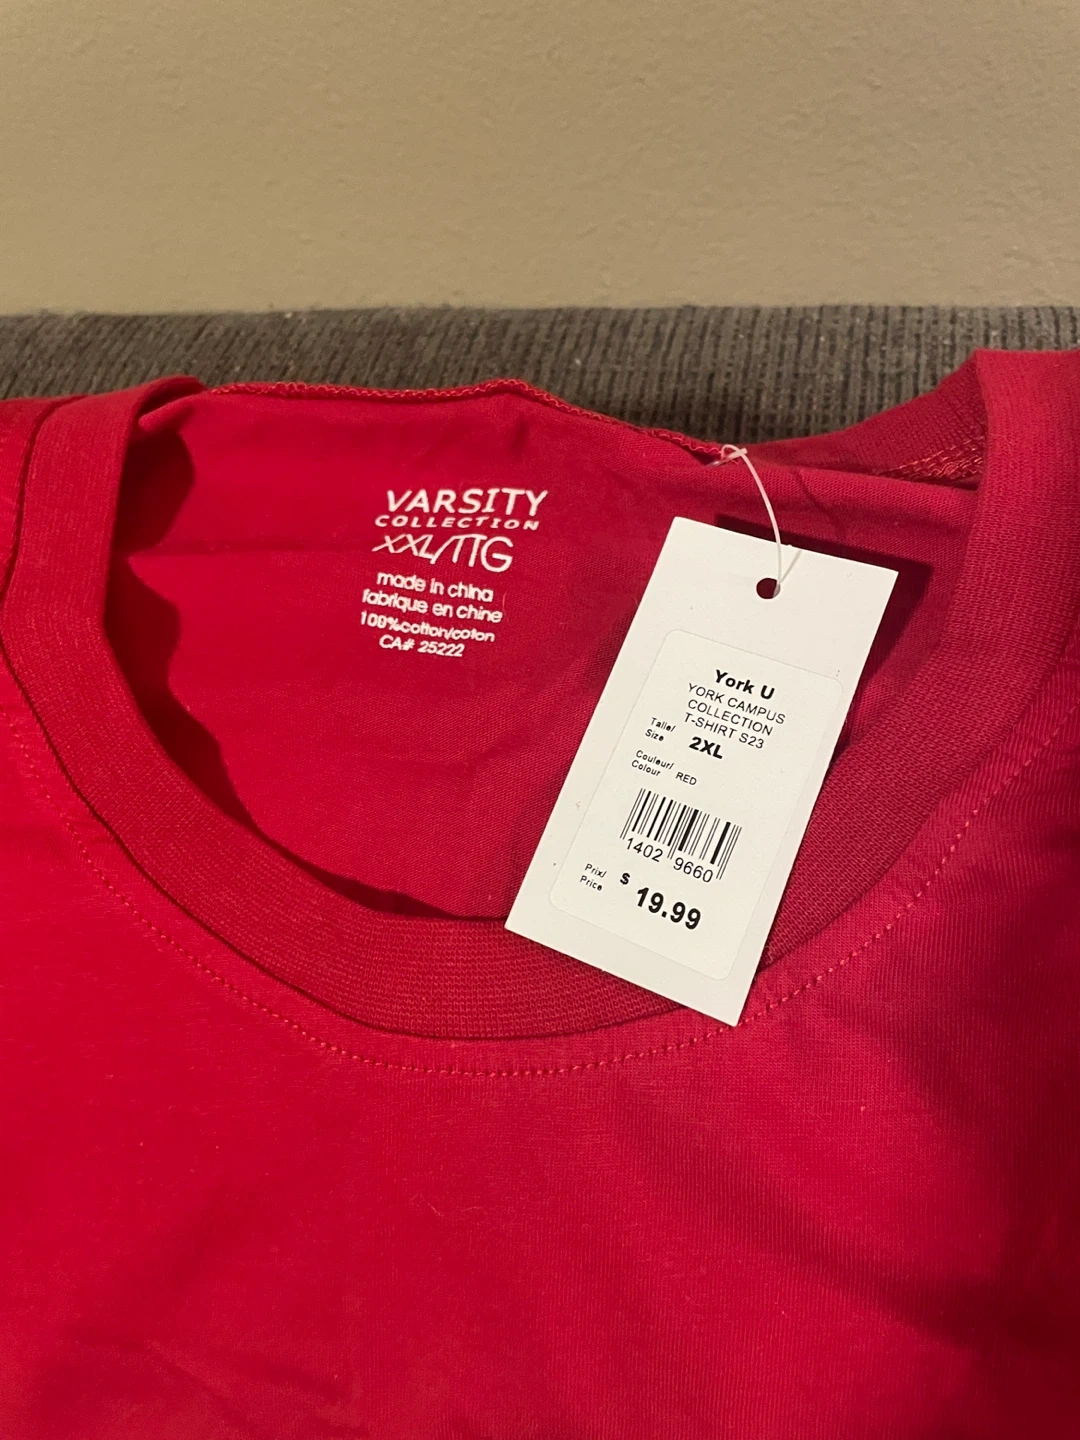 VARSITY
COLLECTION
XXL/TTG
made in china
fabrique en chine
100%cotton/coton
CA# 25222
York U
YORK CAMPUS
COLLECTION
T-SHIRT S23
Taille/
Size 2XL
Couleur/
Colour RED
1402 9660
Prix/
Price $ 19.99